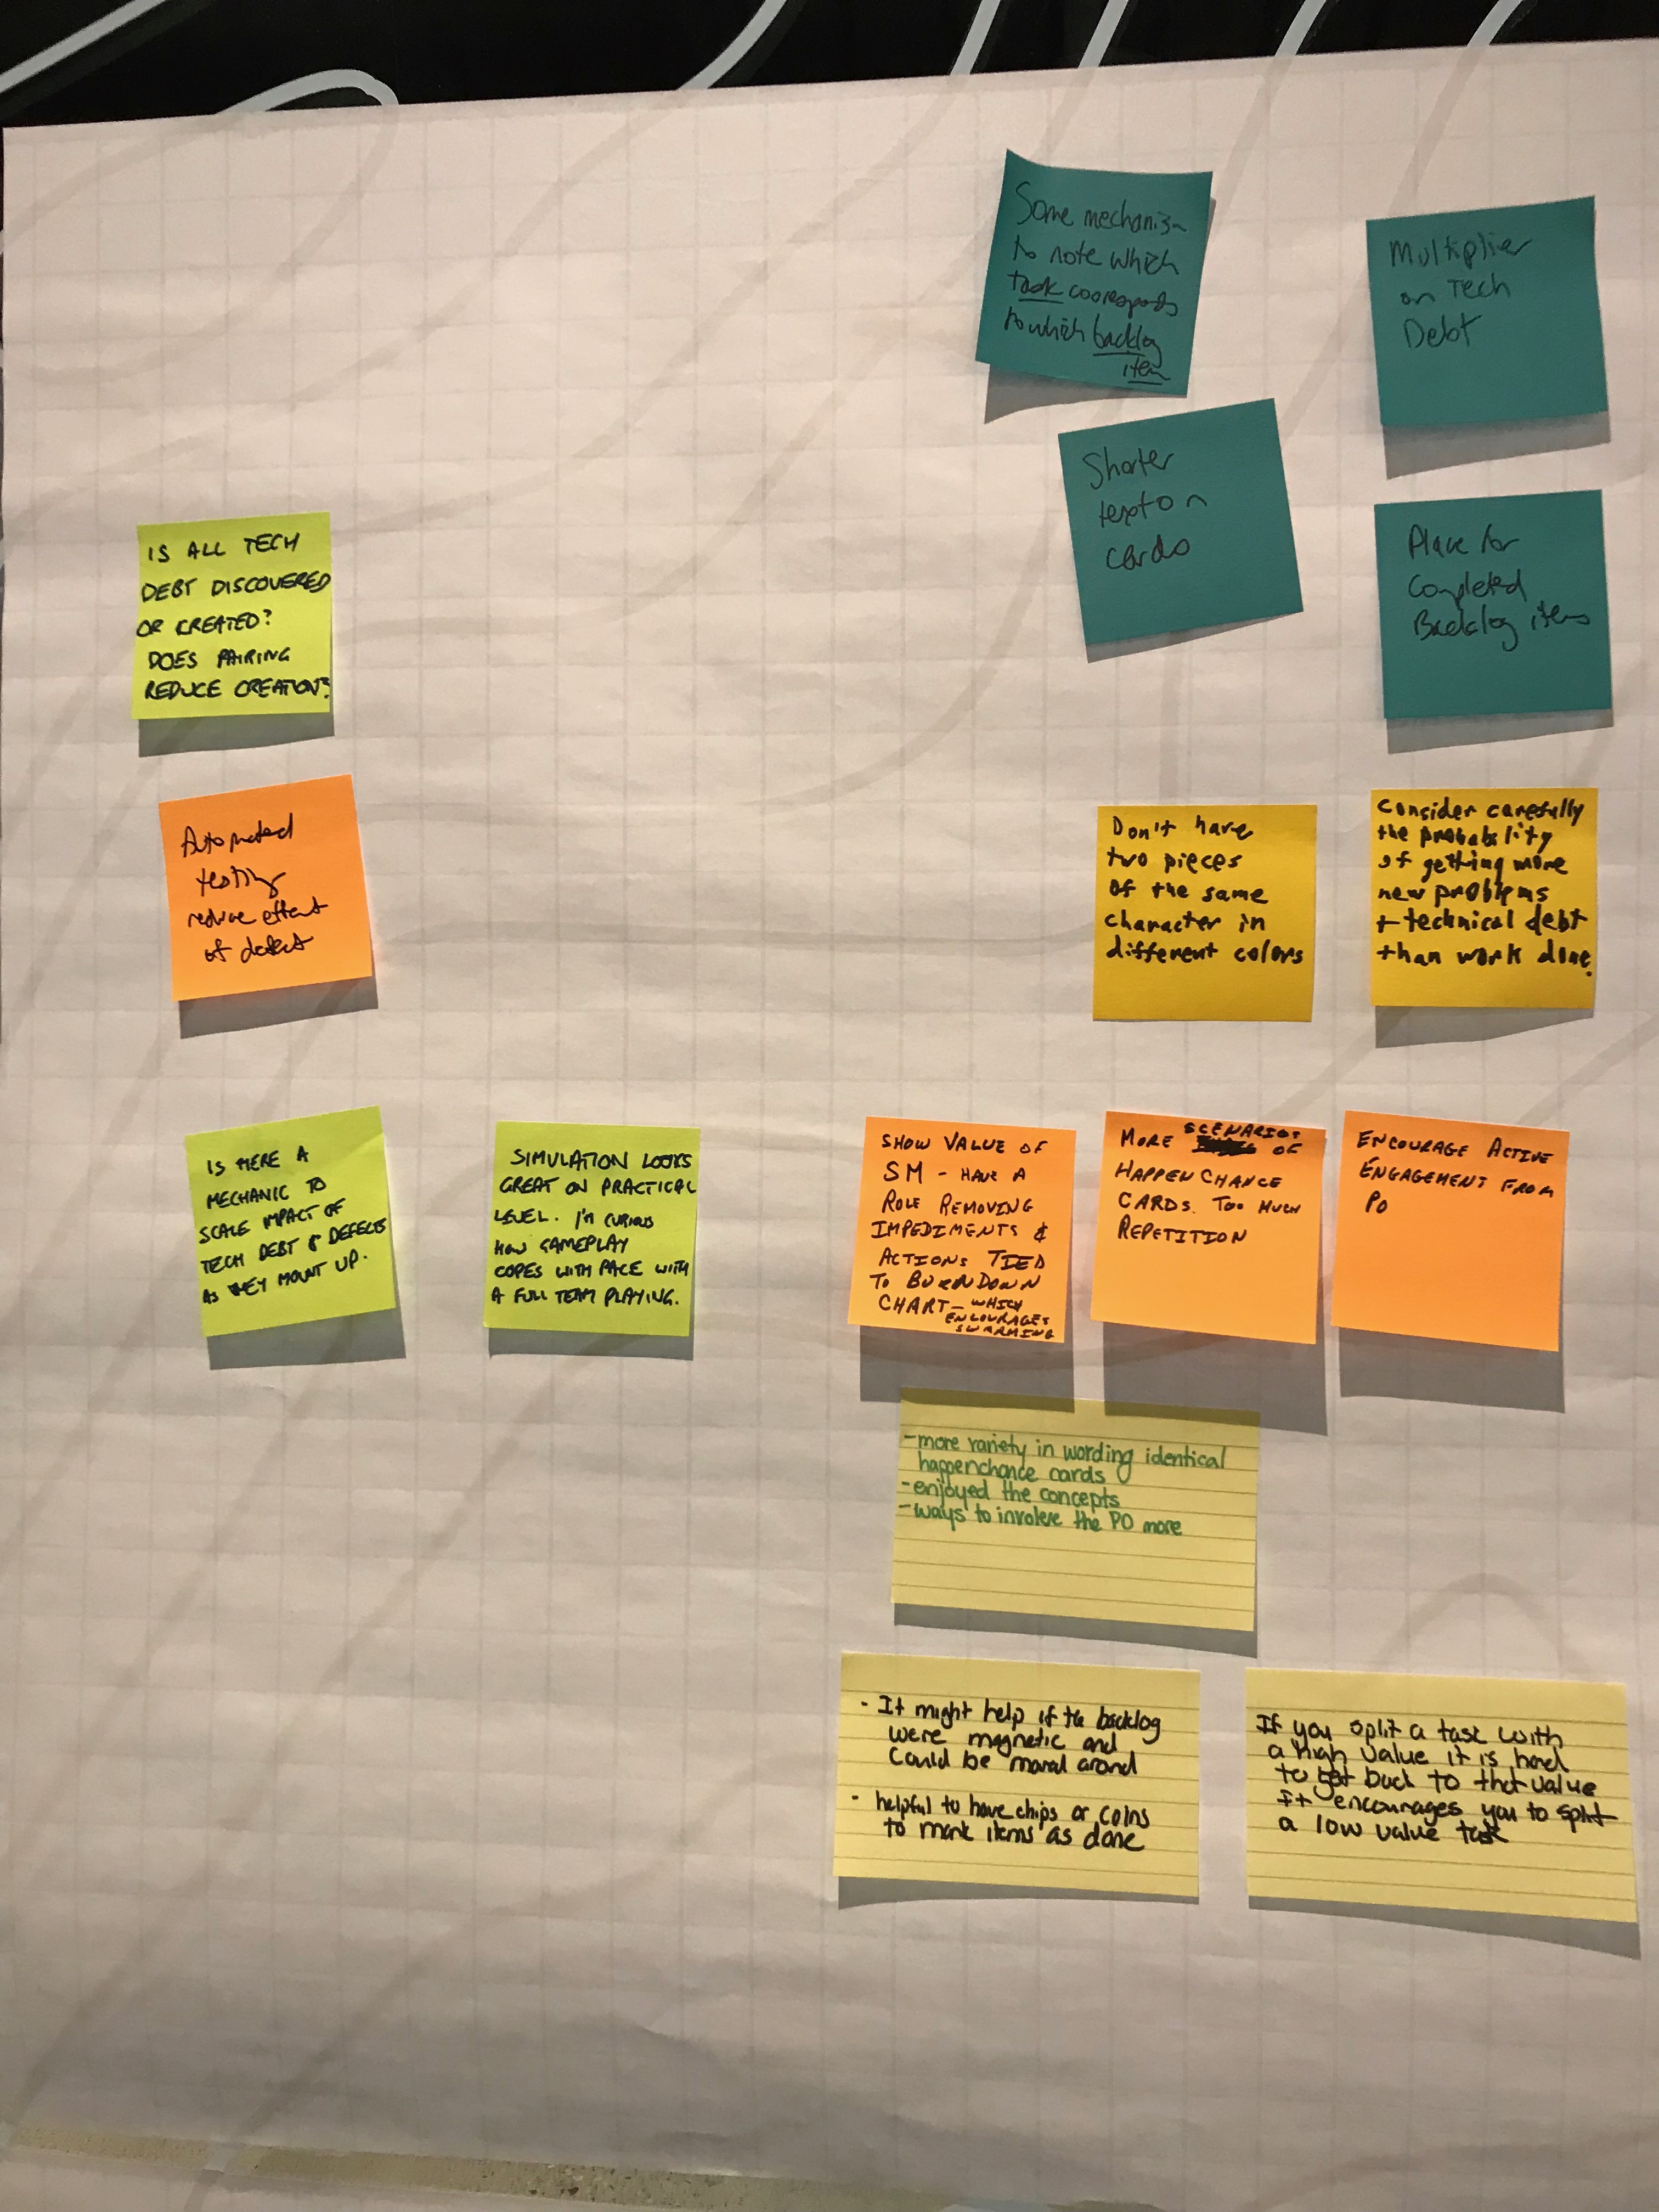 Some mechanism
to note which
task cooresponds
to which backlog
item
Multiplier
on Tech
Debt
Shorter
text on
cards
Place for
Completed
Backlog items
IS ALL TECH
DEBT DISCOVERED
OR CREATED?
DOES PAIRING
REDUCE CREATION?
Automated
testing
reduce effect
of defect
Don't have
two pieces
of the same
character in
different colors
Consider carefully
the probability
of getting more
new problems
+ technical debt
than work done.
IS THERE A
MECHANIC TO
SCALE IMPACT OF
TECH DEBT & DEFECTS
AS THEY MOUNT UP.
SIMULATION LOOKS
GREAT ON PRACTICAL
LEVEL. I'M CURIOUS
HOW GAMEPLAY
COPES WITH PACE WITH
A FULL TEAM PLAYING.
SHOW VALUE OF
SM - HAVE A
ROLE REMOVING
IMPEDIMENTS &
ACTIONS TIED
TO BURNDOWN
CHART - WHICH
ENCOURAGES
SWARMING
MORE SCENARIOS OF
HAPPEN CHANCE
CARDS. TOO MUCH
REPETITION
ENCOURAGE ACTIVE
ENGAGEMENT FROM
PO
- more variety in wording identical
happenchance cards
- enjoyed the concepts
- ways to involve the PO more
- It might help if the backlog
were magnetic and
could be moved around
- helpful to have chips or coins
to mark items as done
If you split a task with
a high value it is hard
to get back to that value
It encourages you to split
a low value task